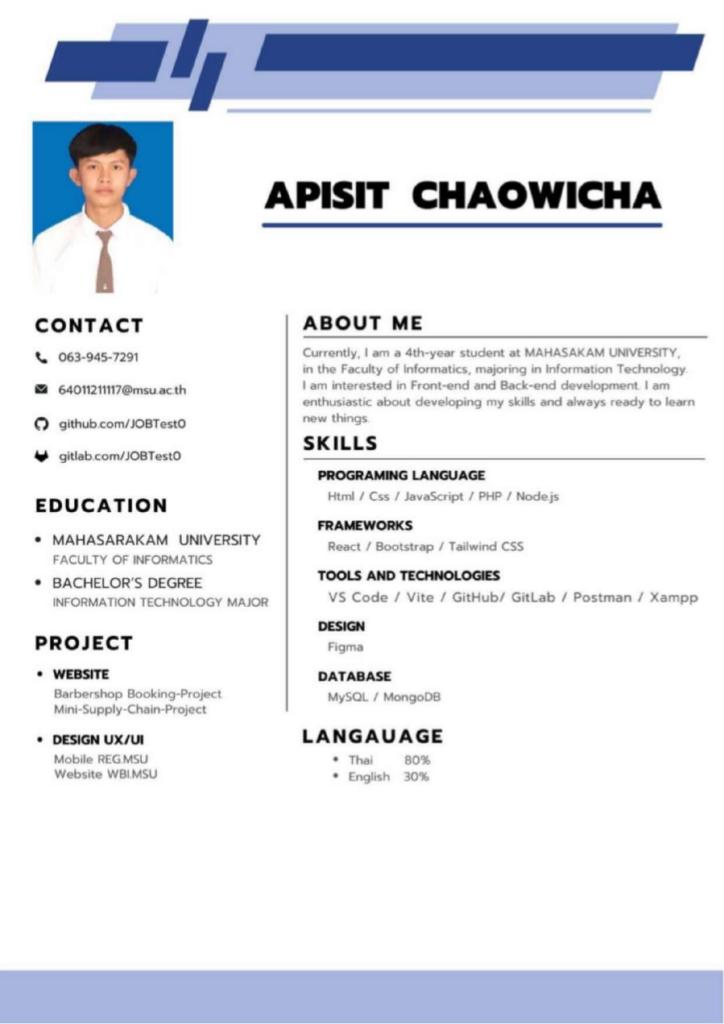 APISIT CHAOWICHA
CONTACT
063-945-7291
64011211117@msu.ac.th
github.com/JOBTest0
gitlab.com/JOBTest0
EDUCATION
• MAHASARAKAM UNIVERSITY
FACULTY OF INFORMATICS
• BACHELOR'S DEGREE
INFORMATION TECHNOLOGY MAJOR
PROJECT
• WEBSITE
Barbershop Booking-Project
Mini-Supply-Chain-Project
• DESIGN UX/UI
Mobile REG.MSU
Website WBI.MSU
ABOUT ME
Currently, I am a 4th-year student at MAHASAKAM UNIVERSITY,
in the Faculty of Informatics, majoring in Information Technology.
I am interested in Front-end and Back-end development. I am
enthusiastic about developing my skills and always ready to learn
new things.
SKILLS
PROGRAMING LANGUAGE
Html / Css / JavaScript / PHP / Node.js
FRAMEWORKS
React / Bootstrap / Tailwind CSS
TOOLS AND TECHNOLOGIES
VS Code / Vite / GitHub/ GitLab / Postman / Xampp
DESIGN
Figma
DATABASE
MySQL / MongoDB
LANGAUAGE
• Thai 80%
• English 30%